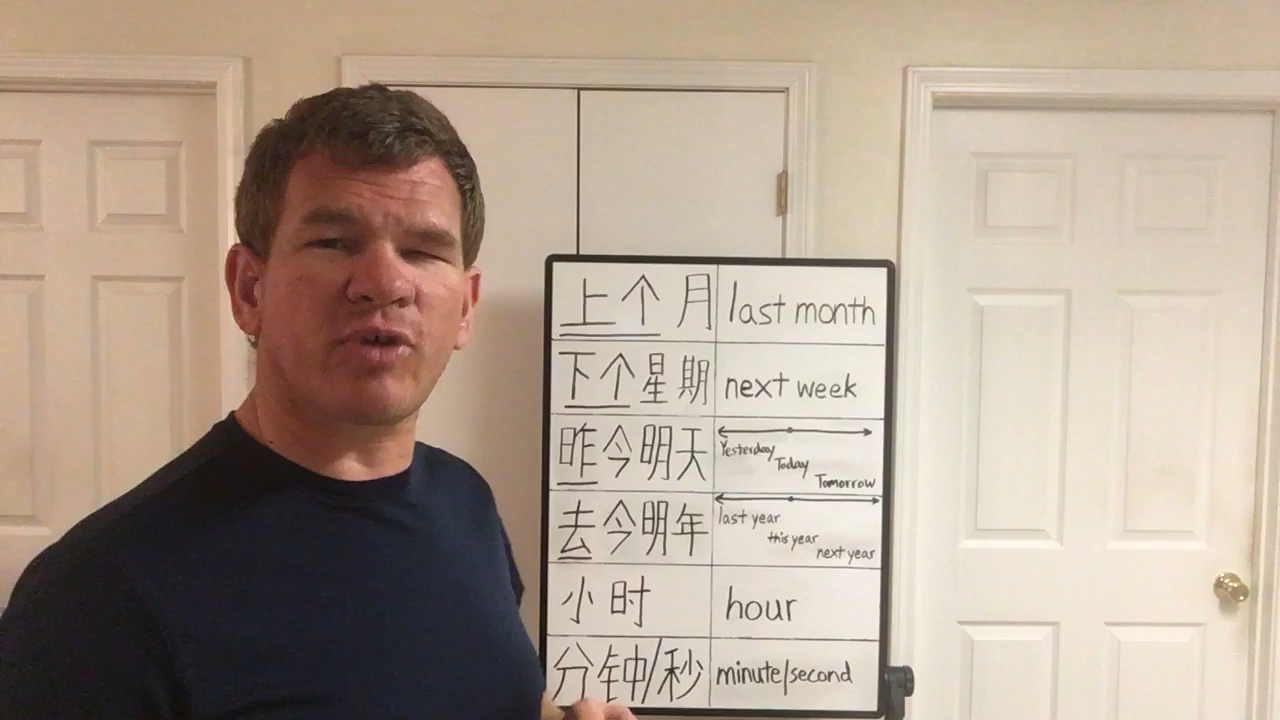 上个月 last month
下个星期 next week
昨今明天 Yesterday Today Tomorrow
去今明年 last year this year next year
小时 hour
分钟/秒 minute/second